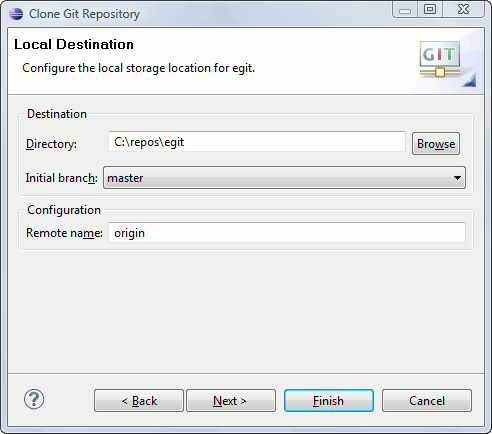 Clone Git Repository
Local Destination
Configure the local storage location for egit.
GIT
Destination
Directory: C:\repos\egit Browse
Initial branch: master
Configuration
Remote name: origin
? < Back Next > Finish Cancel